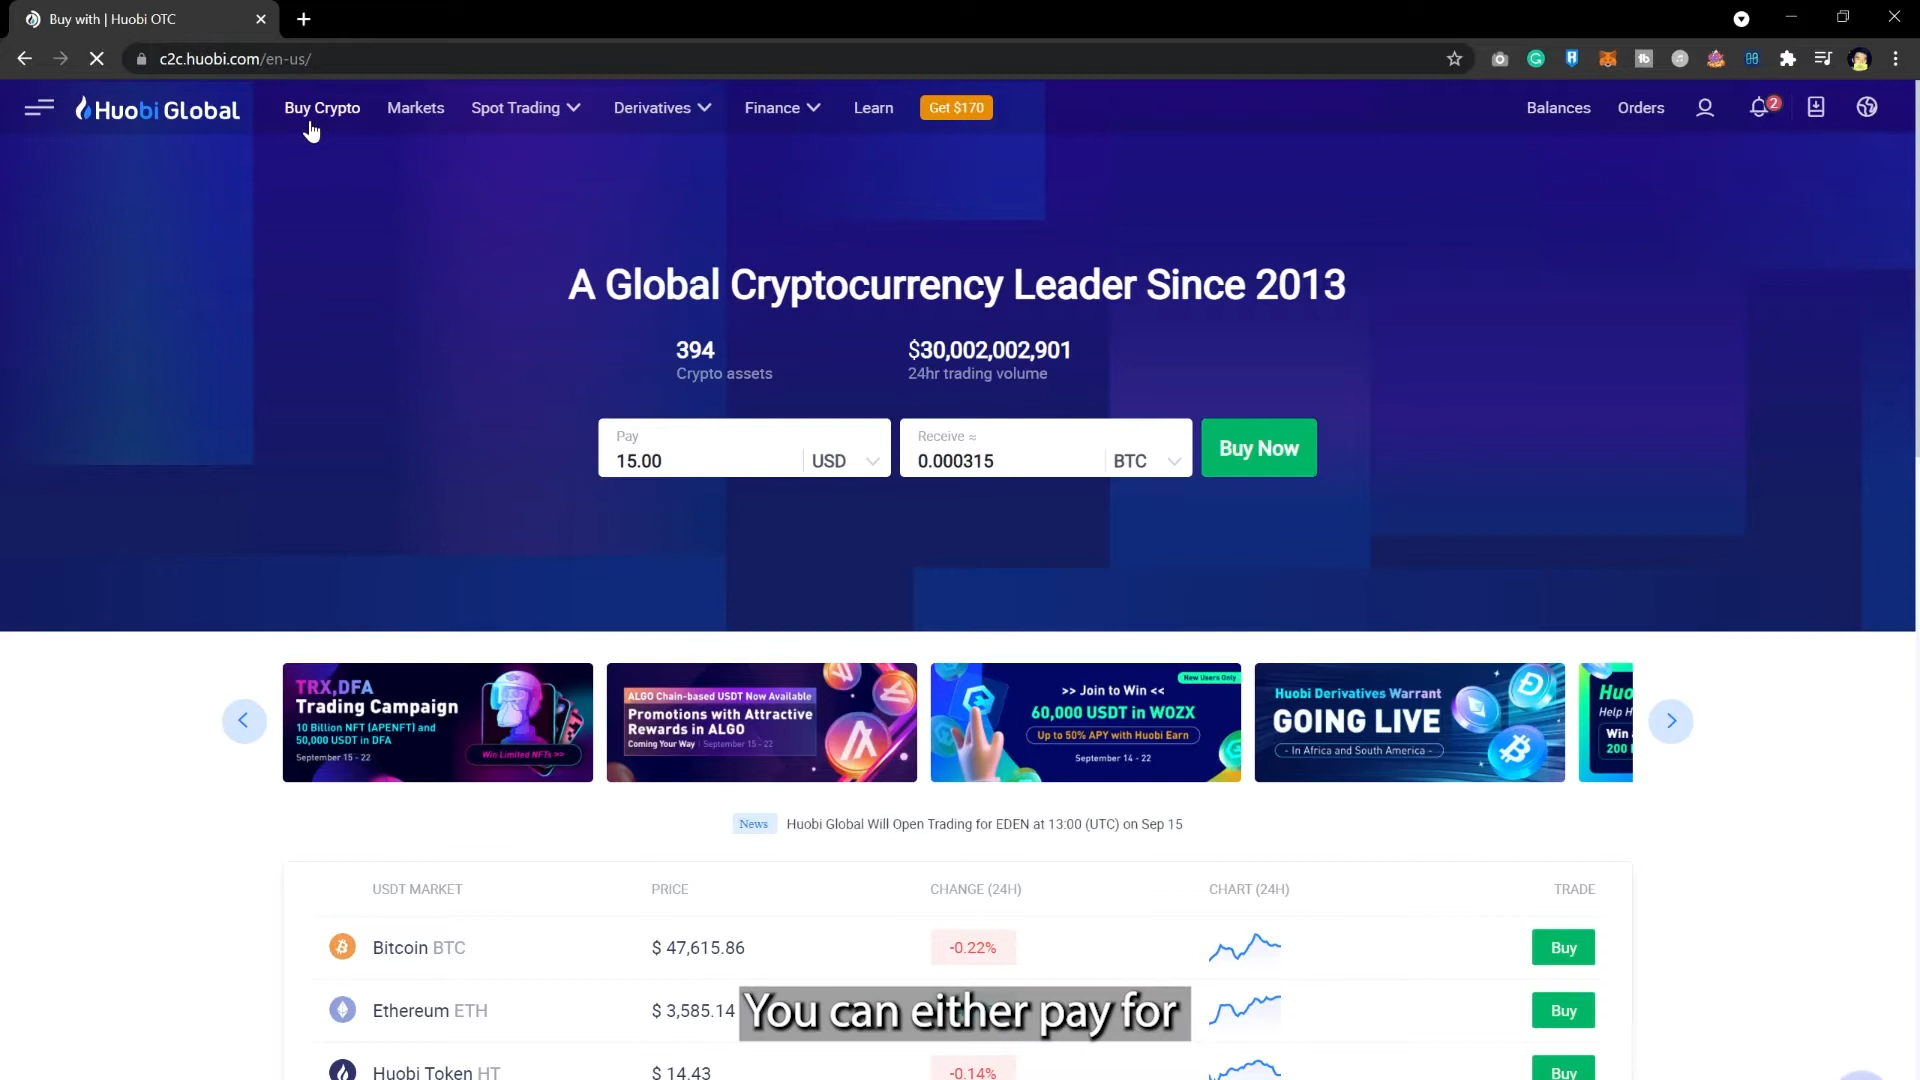 Buy with | Huobi OTC
c2c.huobi.com/en-us/
Huobi Global
Buy Crypto
Markets
Spot Trading
Derivatives
Finance
Learn
Get $170
Balances
Orders
2
A Global Cryptocurrency Leader Since 2013
394
Crypto assets
$30,002,002,901
24hr trading volume
Pay
15.00
USD
Receive ≈
0.000315
BTC
Buy Now
TRX,DFA
Trading Campaign
10 Billion NFT (APENFT) and
50,000 USDT in DFA
Win Limited NFTs >>
September 15 - 22
ALGO Chain-based USDT Now Available
Promotions with Attractive
Rewards in ALGO
Coming Your Way | September 15 - 22
New Users Only
>> Join to Win <<
60,000 USDT in WOZX
Up to 50% APY with Huobi Earn
September 14 - 22
Huobi Derivatives Warrant
GOING LIVE
- In Africa and South America -
Help H
Win
200
News
Huobi Global Will Open Trading for EDEN at 13:00 (UTC) on Sep 15
USDT MARKET
PRICE
CHANGE (24H)
CHART (24H)
TRADE
Bitcoin BTC
$ 47,615.86
-0.22%
Buy
Ethereum ETH
$ 3,585.14
Buy
You can either pay for
Huobi Token HT
$ 14.43
-0.14%
Buy